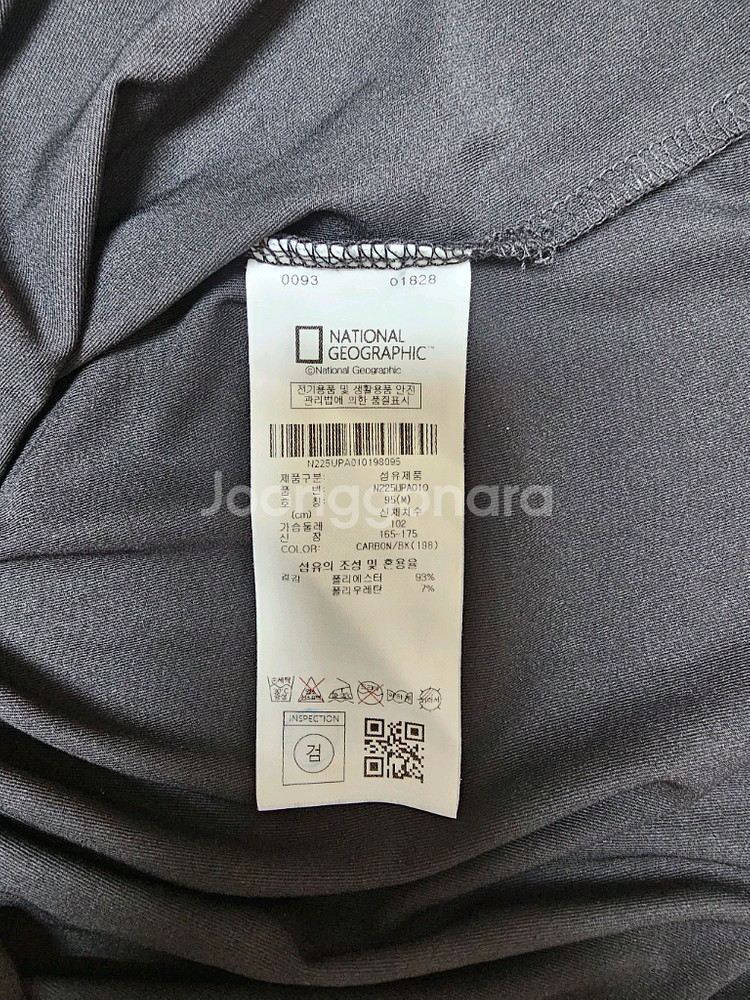 0093 01828
NATIONAL
GEOGRAPHIC™
©National Geographic
전기용품 및 생활용품 안전
관리법에 의한 품질표시
N225UPA010198095
제품구분: 섬유제품
품 번: N225UPA010
호 칭: 95(M)
(cm) 신체치수
가슴둘레 102
신 장 165-175
COLOR: CARBON/BK(198)
섬유의 조성 및 혼용율
겉감 폴리에스터 93%
폴리우레탄 7%
손세탁
INSPECTION
검
Joonggonara